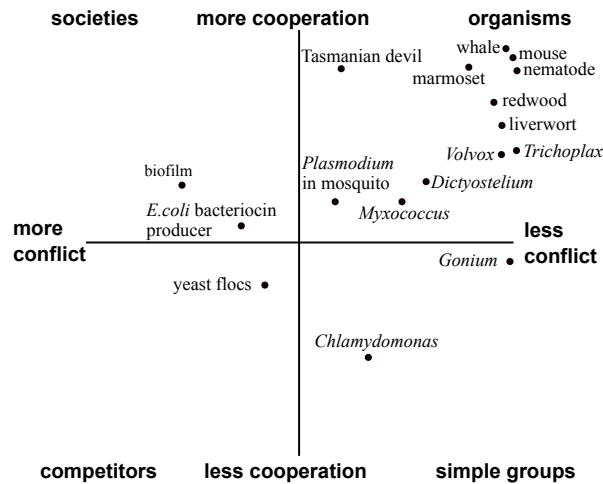 societies
more cooperation
organisms
whale
mouse
Tasmanian devil
marmoset
nematode
redwood
liverwort
Volvox
Trichoplax
Plasmodium
in mosquito
biofilm
Dictyostelium
Myxococcus
E.coli bacteriocin
producer
more
conflict
less
conflict
Gonium
yeast flocs
Chlamydomonas
competitors
less cooperation
simple groups